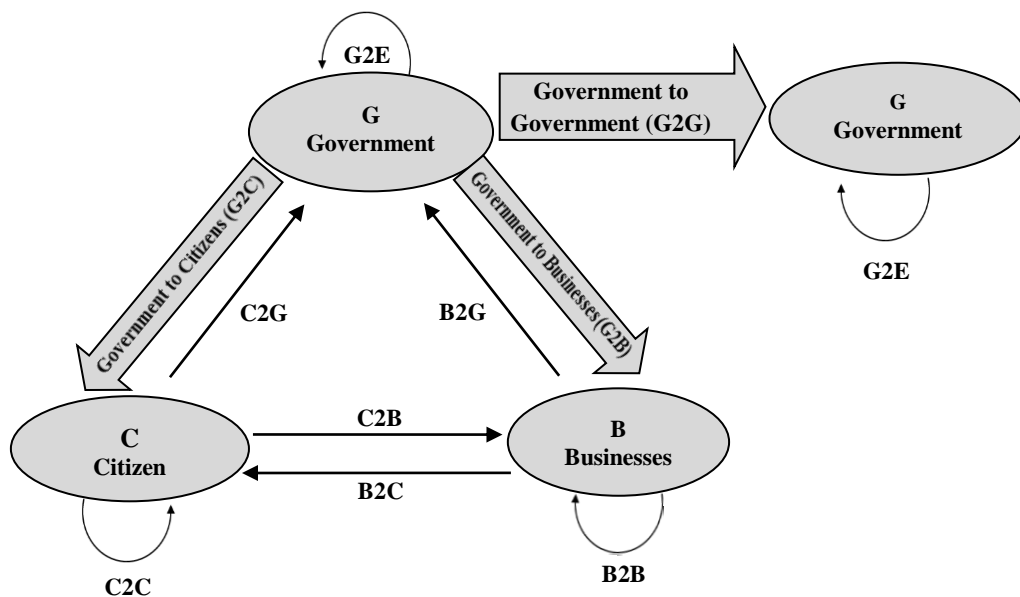 G2E
G
Government
Government to
Government (G2G)
G
Government
G2E
Government to Citizens (G2C)
Government to Businesses (G2B)
C2G
B2G
C
Citizen
C2B
B2C
B
Businesses
C2C
B2B